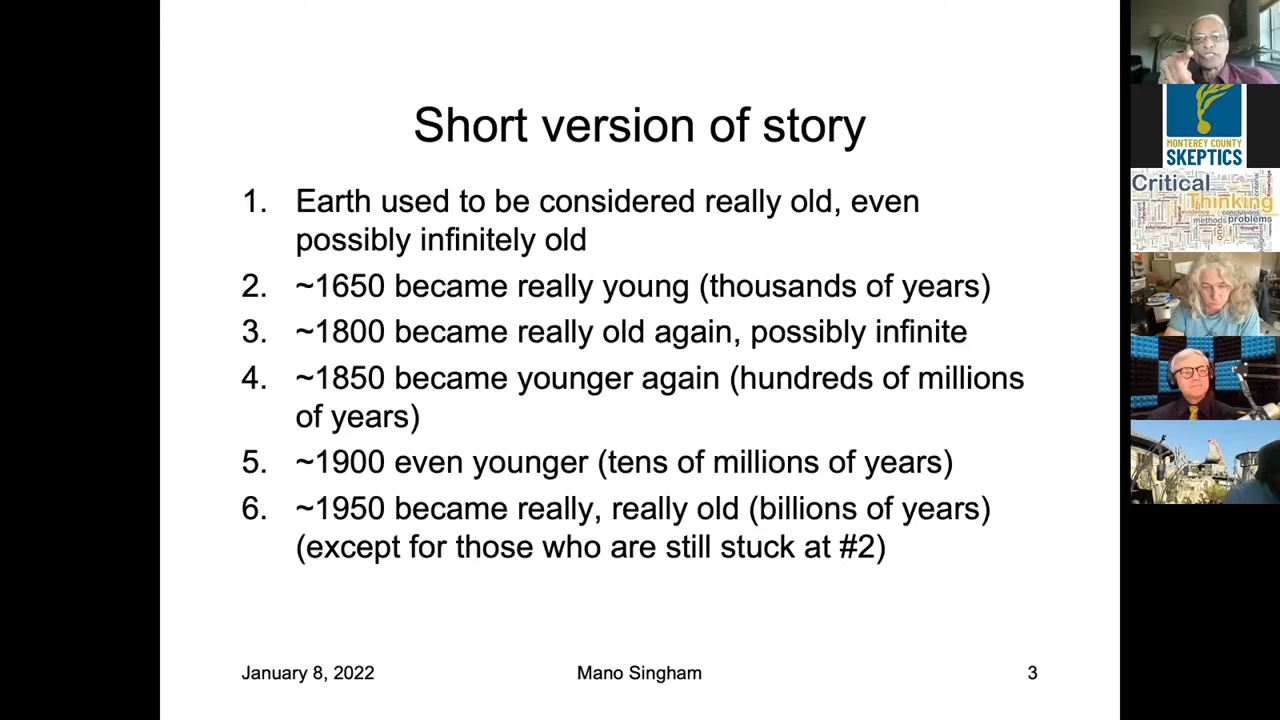 Short version of story
1. Earth used to be considered really old, even
possibly infinitely old
2. ~1650 became really young (thousands of years)
3. ~1800 became really old again, possibly infinite
4. ~1850 became younger again (hundreds of millions
of years)
5. ~1900 even younger (tens of millions of years)
6. ~1950 became really, really old (billions of years)
(except for those who are still stuck at #2)
January 8, 2022 Mano Singham 3
MONTEREY COUNTY
SKEPTICS
Critical
Thinking
evidence conclusions
methods problems